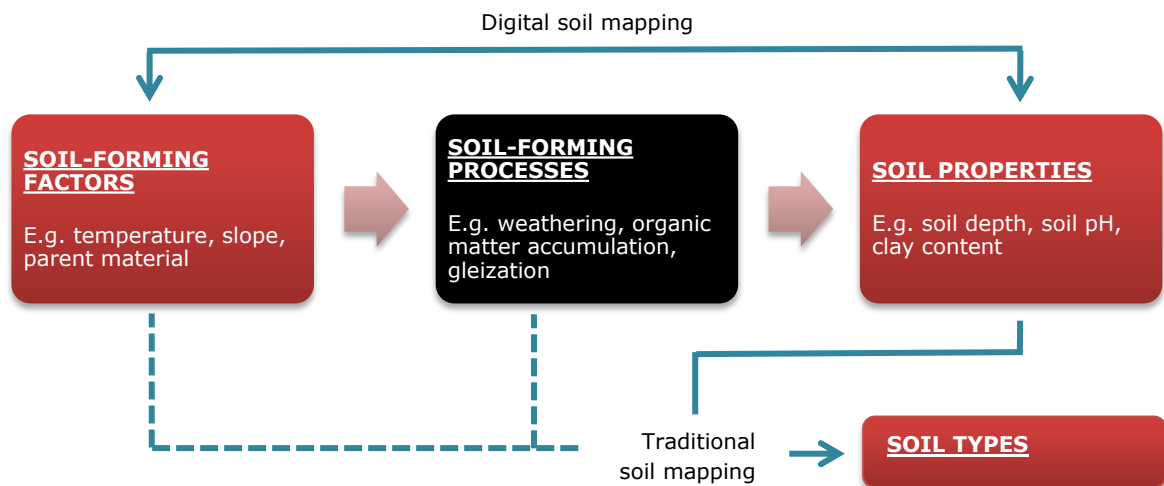 Digital soil mapping
SOIL-FORMING
FACTORS
E.g. temperature, slope,
parent material
SOIL-FORMING
PROCESSES
E.g. weathering, organic
matter accumulation,
gleization
SOIL PROPERTIES
E.g. soil depth, soil pH,
clay content
Traditional
soil mapping
SOIL TYPES